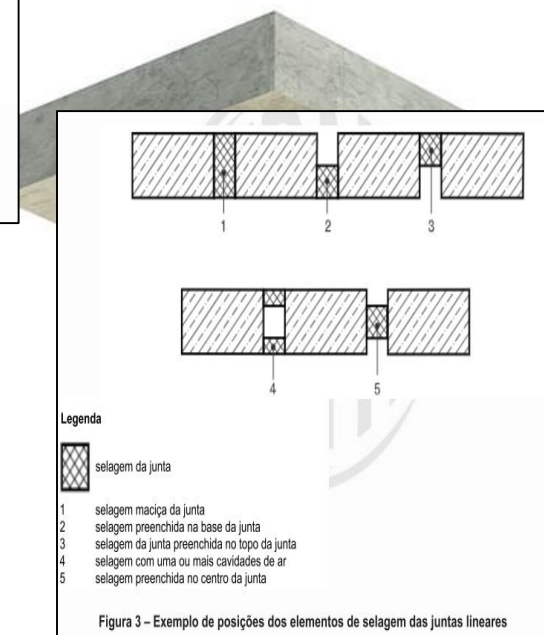 1
2
3
4
5
Legenda
selagem da junta
1 selagem maciça da junta
2 selagem preenchida na base da junta
3 selagem da junta preenchida no topo da junta
4 selagem com uma ou mais cavidades de ar
5 selagem preenchida no centro da junta
Figura 3 – Exemplo de posições dos elementos de selagem das juntas lineares